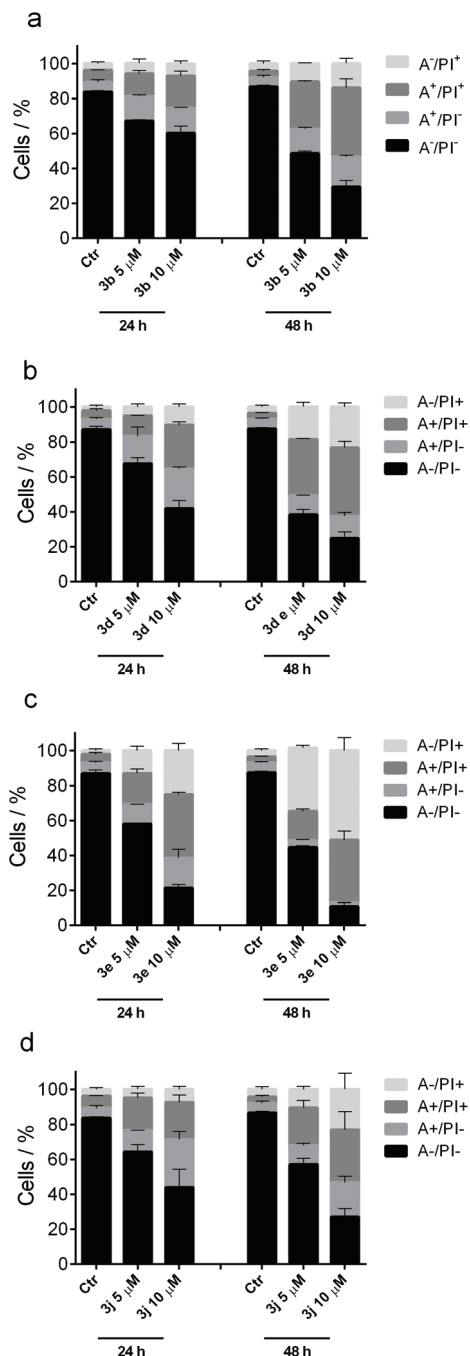 a
Cells / %
100
80
60
40
20
0
A⁻/PI⁺
A⁺/PI⁺
A⁺/PI⁻
A⁻/PI⁻
Ctr
3b 5 μM
3b 10 μM
Ctr
3b 5 μM
3b 10 μM
24 h
48 h
b
Cells / %
100
80
60
40
20
0
A-/PI+
A+/PI+
A+/PI-
A-/PI-
Ctr
3d 5 μM
3d 10 μM
Ctr
3d e μM
3d 10 μM
24 h
48 h
c
Cells / %
100
80
60
40
20
0
A-/PI+
A+/PI+
A+/PI-
A-/PI-
Ctr
3e 5 μM
3e 10 μM
Ctr
3e 5 μM
3e 10 μM
24 h
48 h
d
Cells / %
100
80
60
40
20
0
A-/PI+
A+/PI+
A+/PI-
A-/PI-
Ctr
3j 5 μM
3j 10 μM
Ctr
3j 5 μM
3j 10 μM
24 h
48 h